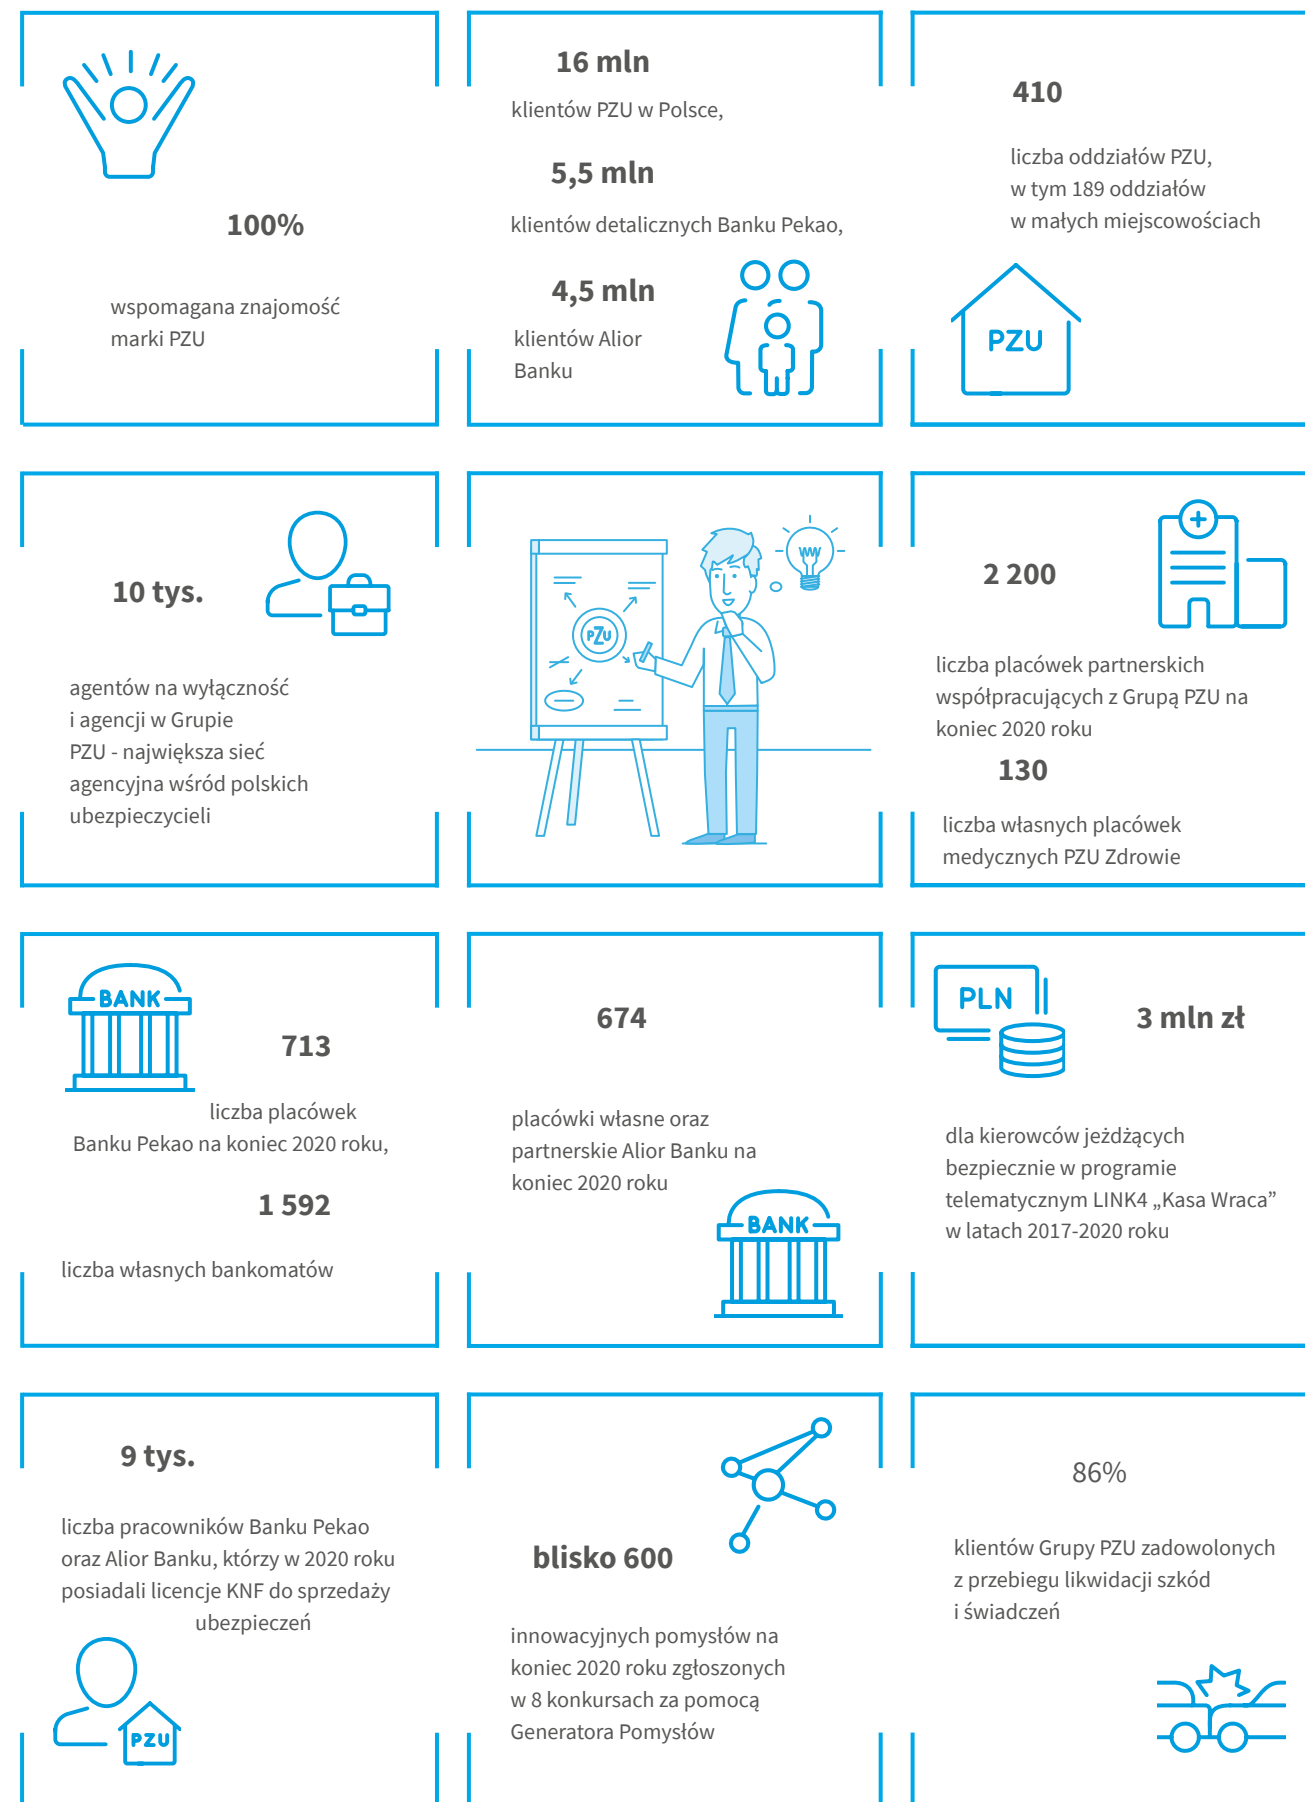 100%
wspomagana znajomość
marki PZU
16 mln
klientów PZU w Polsce,
5,5 mln
klientów detalicznych Banku Pekao,
4,5 mln
klientów Alior
Banku
410
liczba oddziałów PZU,
w tym 189 oddziałów
w małych miejscowościach
PZU
10 tys.
agentów na wyłączność
i agencji w Grupie
PZU - największa sieć
agencyjna wśród polskich
ubezpieczycieli
PZU
2 200
liczba placówek partnerskich
współpracujących z Grupą PZU na
koniec 2020 roku
130
liczba własnych placówek
medycznych PZU Zdrowie
BANK
713
liczba placówek
Banku Pekao na koniec 2020 roku,
1 592
liczba własnych bankomatów
674
placówki własne oraz
partnerskie Alior Banku na
koniec 2020 roku
BANK
PLN
3 mln zł
dla kierowców jeżdżących
bezpiecznie w programie
telematycznym LINK4 „Kasa Wraca”
w latach 2017-2020 roku
9 tys.
liczba pracowników Banku Pekao
oraz Alior Banku, którzy w 2020 roku
posiadali licencje KNF do sprzedaży
ubezpieczeń
PZU
blisko 600
innowacyjnych pomysłów na
koniec 2020 roku zgłoszonych
w 8 konkursach za pomocą
Generatora Pomysłów
86%
klientów Grupy PZU zadowolonych
z przebiegu likwidacji szkód
i świadczeń